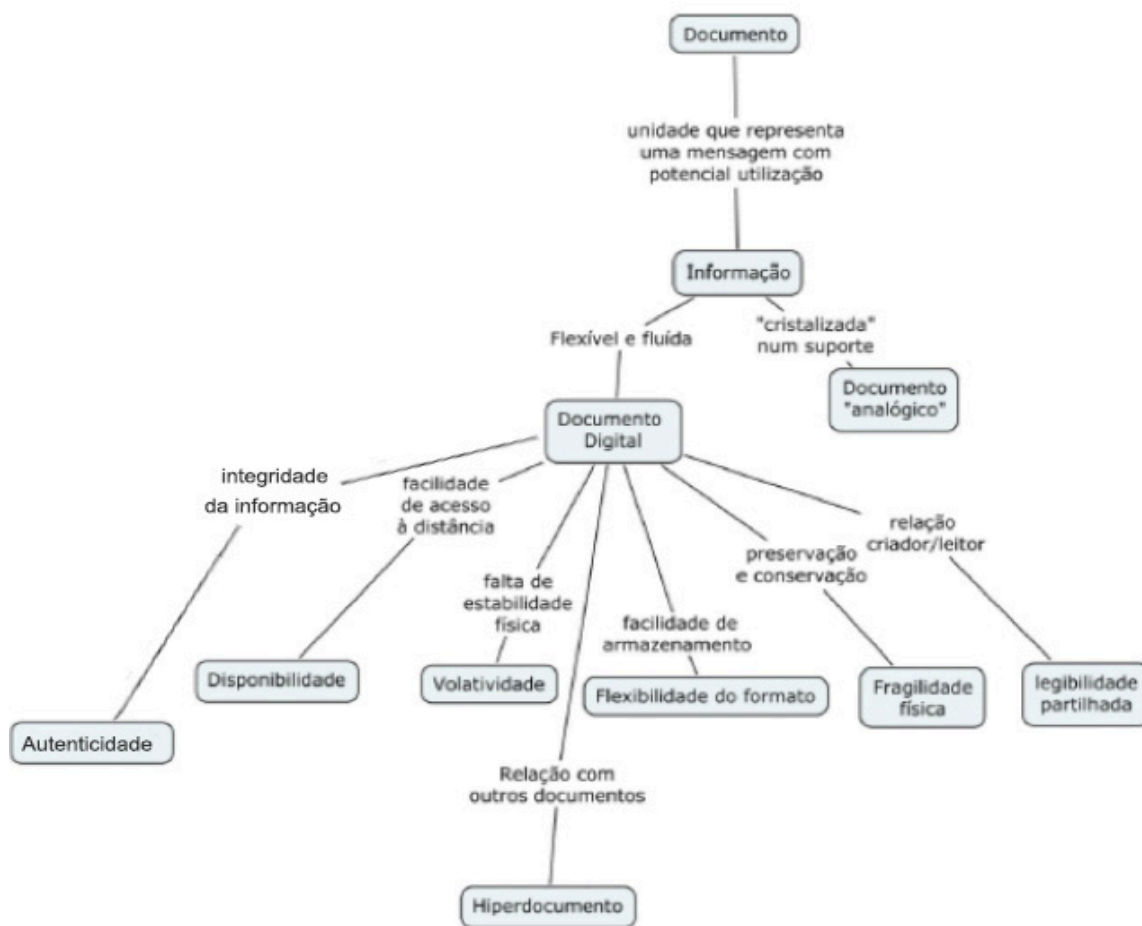 Documento
unidade que representa
uma mensagem com
potencial utilização
Informação
Flexível e fluída
"cristalizada"
num suporte
Documento
"analógico"
Documento
Digital
integridade
da informação
facilidade
de acesso
à distância
falta de
estabilidade
física
facilidade de
armazenamento
preservação
e conservação
relação
criador/leitor
Autenticidade
Disponibilidade
Volatividade
Flexibilidade do formato
Fragilidade
física
legibilidade
partilhada
Relação com
outros documentos
Hiperdocumento